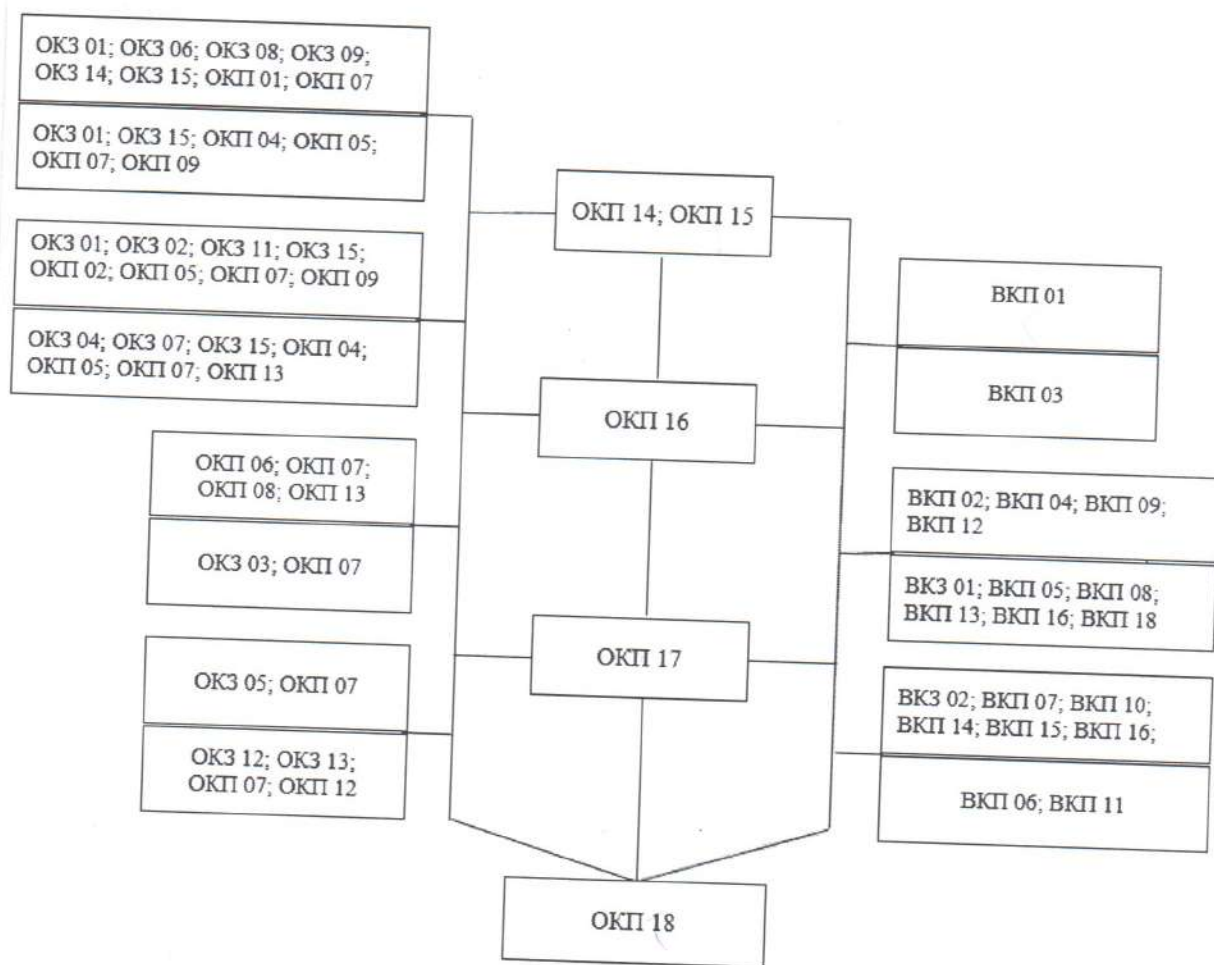 ОКЗ 01; ОКЗ 06; ОКЗ 08; ОКЗ 09;
ОКЗ 14; ОКЗ 15; ОКП 01; ОКП 07
ОКЗ 01; ОКЗ 15; ОКП 04; ОКП 05;
ОКП 07; ОКП 09
ОКЗ 01; ОКЗ 02; ОКЗ 11; ОКЗ 15;
ОКП 02; ОКП 05; ОКП 07; ОКП 09
ОКЗ 04; ОКЗ 07; ОКЗ 15; ОКП 04;
ОКП 05; ОКП 07; ОКП 13
ОКП 06; ОКП 07;
ОКП 08; ОКП 13
ОКЗ 03; ОКП 07
ОКЗ 05; ОКП 07
ОКЗ 12; ОКЗ 13;
ОКП 07; ОКП 12
ОКП 14; ОКП 15
ОКП 16
ОКП 17
ОКП 18
ВКП 01
ВКП 03
ВКП 02; ВКП 04; ВКП 09;
ВКП 12
ВКЗ 01; ВКП 05; ВКП 08;
ВКП 13; ВКП 16; ВКП 18
ВКЗ 02; ВКП 07; ВКП 10;
ВКП 14; ВКП 15; ВКП 16;
ВКП 06; ВКП 11